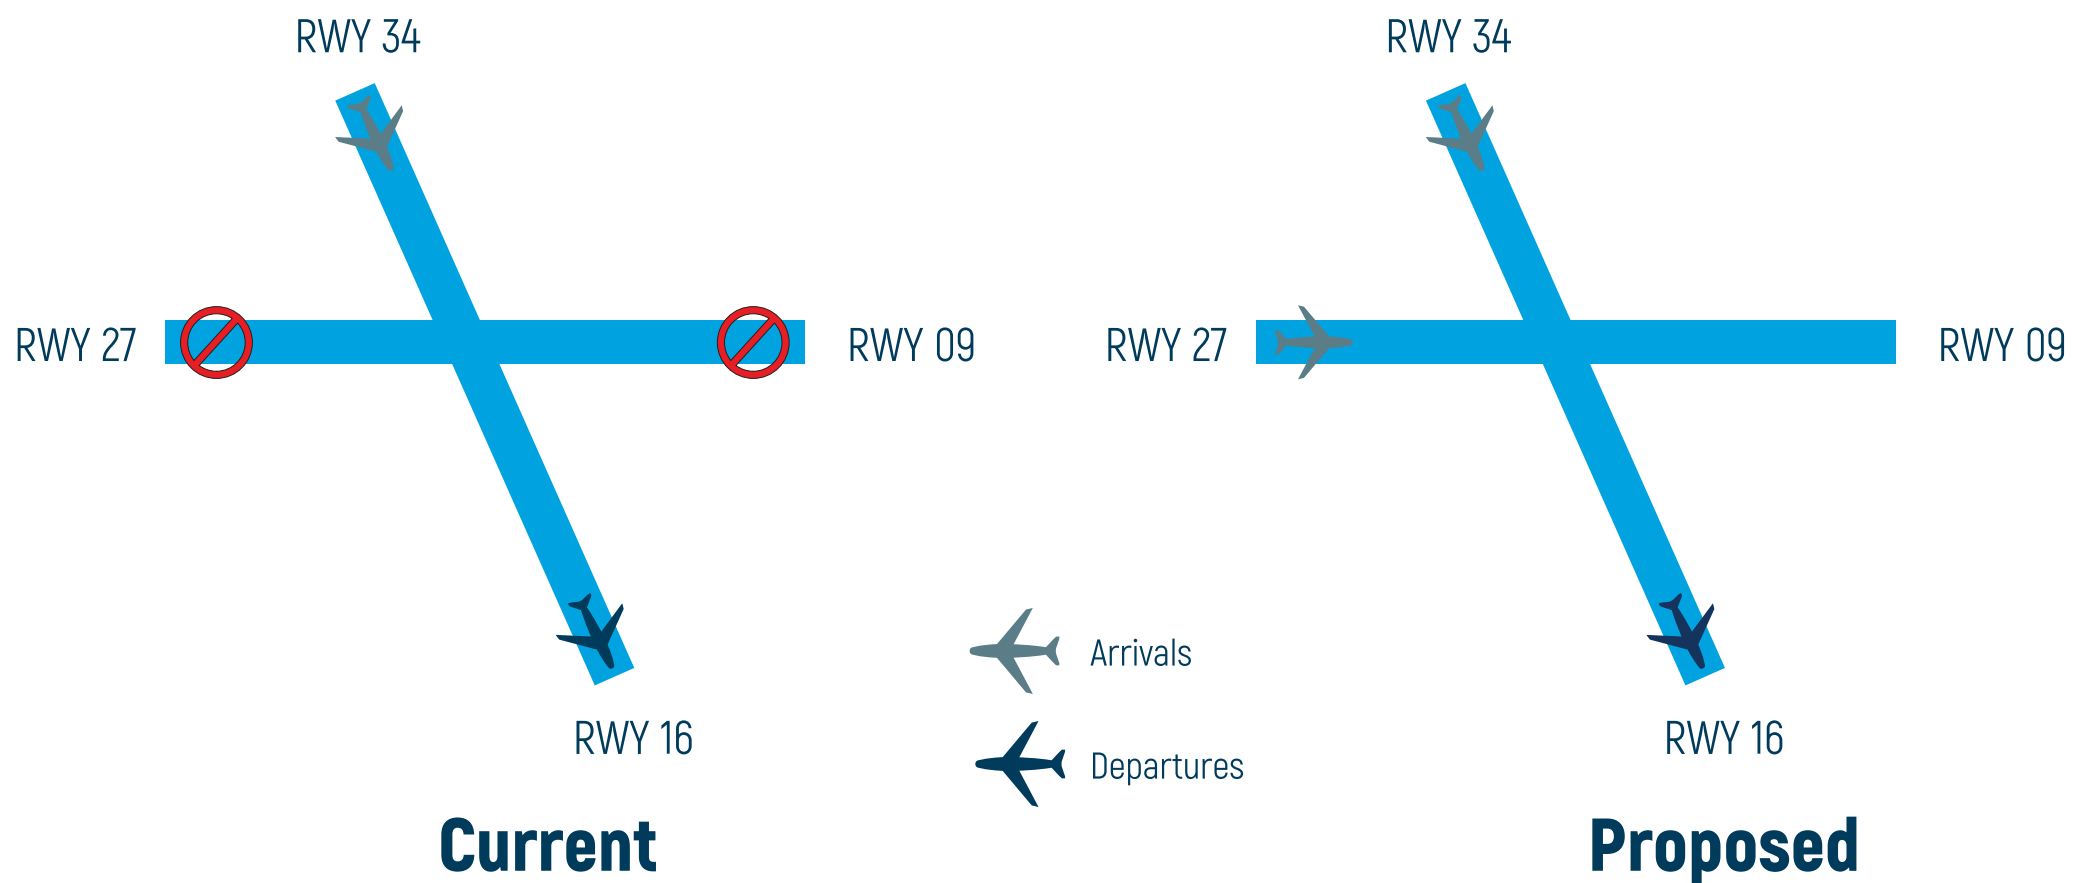 RWY 34
RWY 27
RWY 09
RWY 16
Current
Arrivals
Departures
RWY 34
RWY 27
RWY 09
RWY 16
Proposed